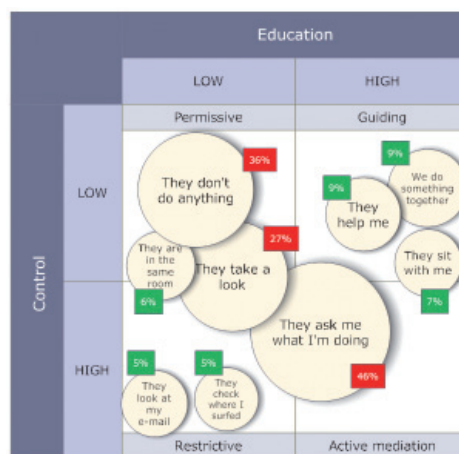 Education
LOW
HIGH
Permissive
Guiding
Control
LOW
36%
They don't
do anything
9%
We do
something
together
9%
They
help me
27%
They are
in the
same
room
They take a
look
They sit
with me
6%
7%
They ask me
what I'm doing
HIGH
46%
5%
They
look at
my
e-mail
5%
They
check
where I
surfed
Restrictive
Active mediation